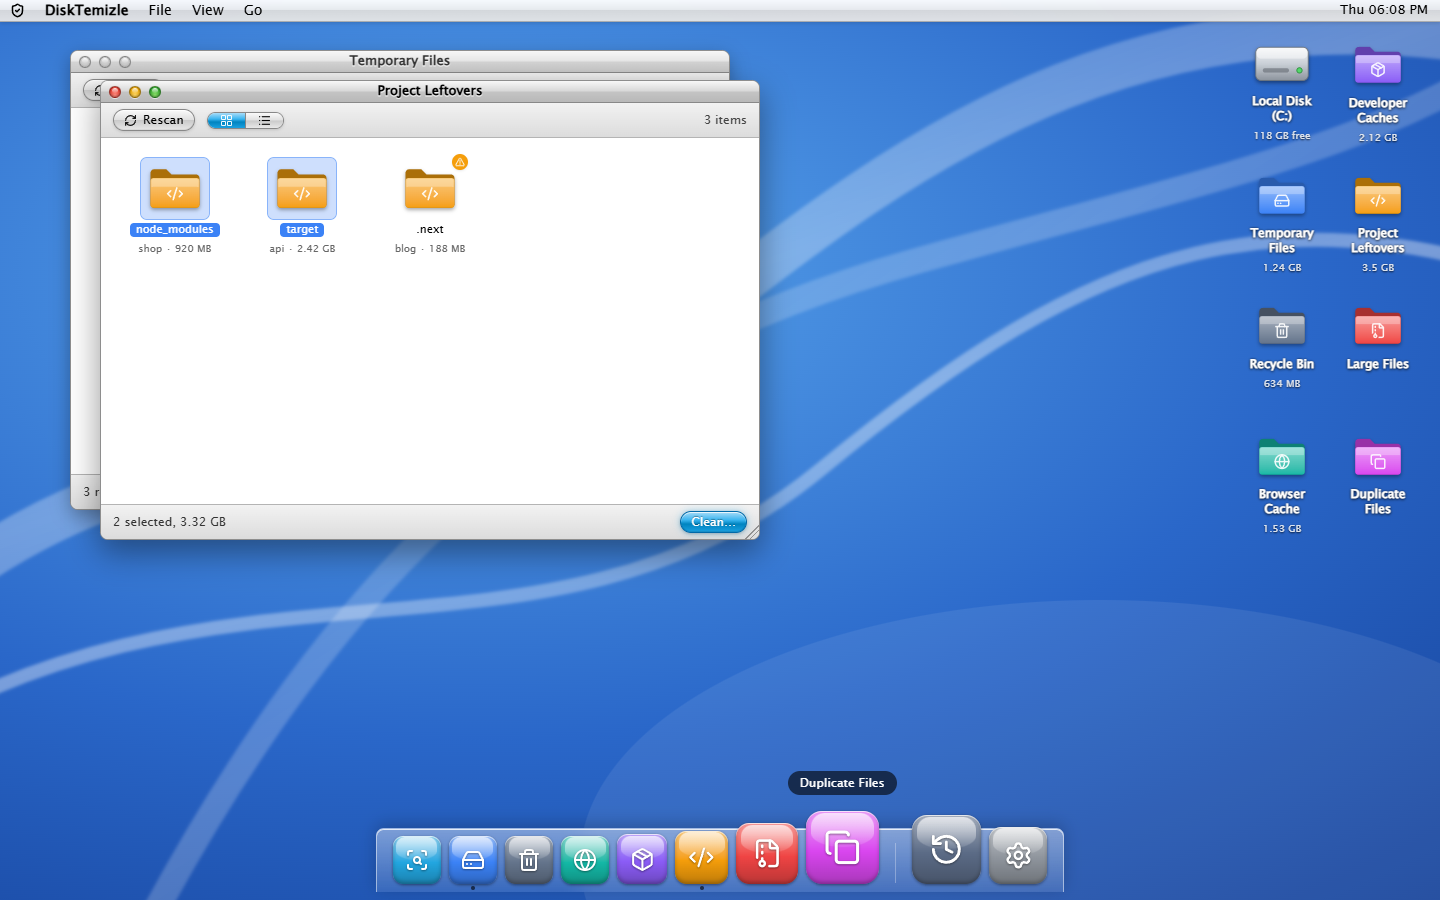 DiskTemizle File View Go
Thu 06:08 PM
Temporary Files
Project Leftovers
Rescan
3 items
node_modules
shop · 920 MB
target
api · 2.42 GB
.next
blog · 188 MB
2 selected, 3.32 GB
Clean...
Local Disk
(C:)
118 GB free
Developer
Caches
2.12 GB
Temporary
Files
1.24 GB
Project
Leftovers
3.5 GB
Recycle Bin
634 MB
Large Files
Browser
Cache
1.53 GB
Duplicate
Files
Duplicate Files